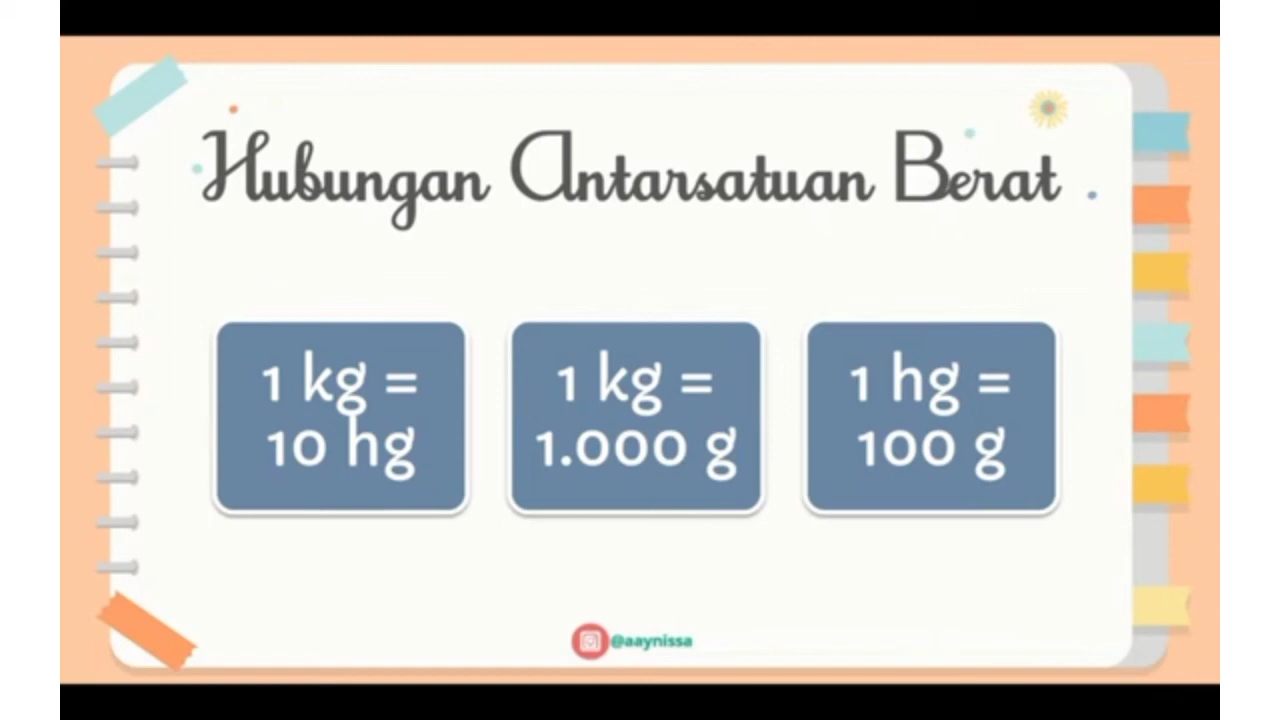 Hubungan Antarsatuan Berat
1 kg =
10 hg
1 kg =
1.000 g
1 hg =
100 g
@aaynissa